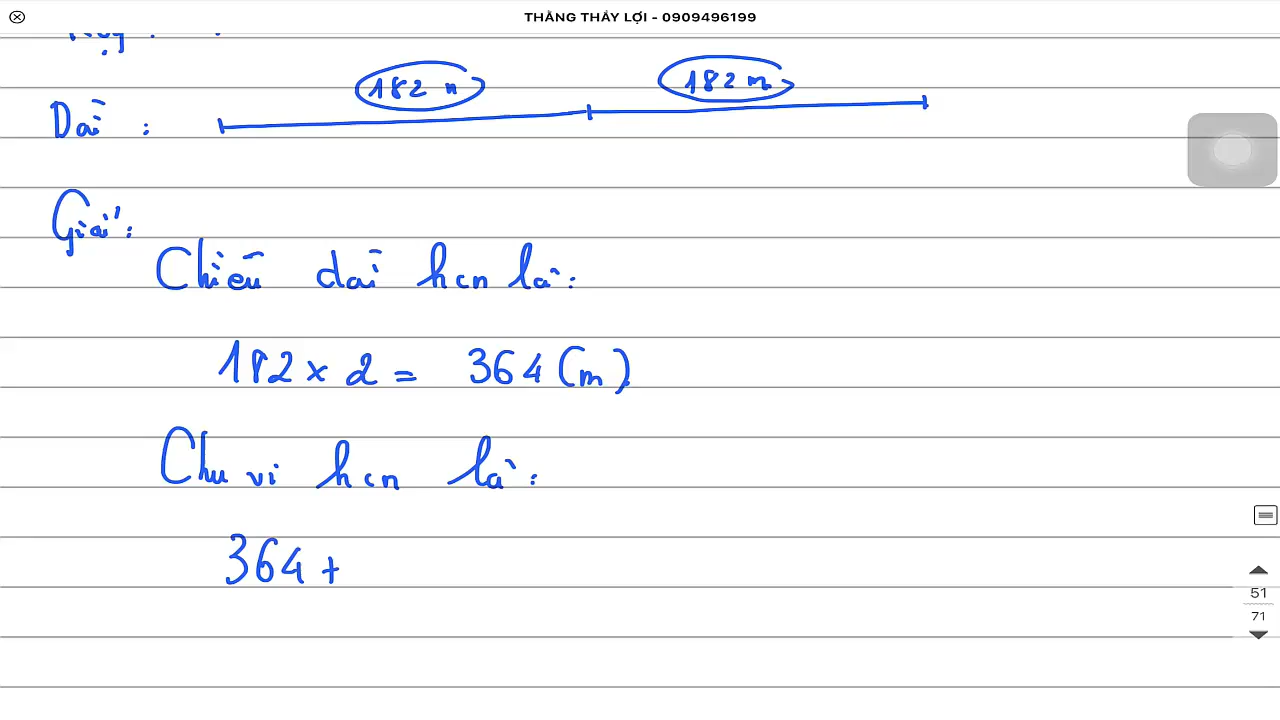 THẦNG THẦY LỢI - 0909496199
182 m 182 m
Dài :
Giải :
Chiều dài hcn là :
182 x 2 = 364 (m)
Chu vi hcn là :
364 +
51
71